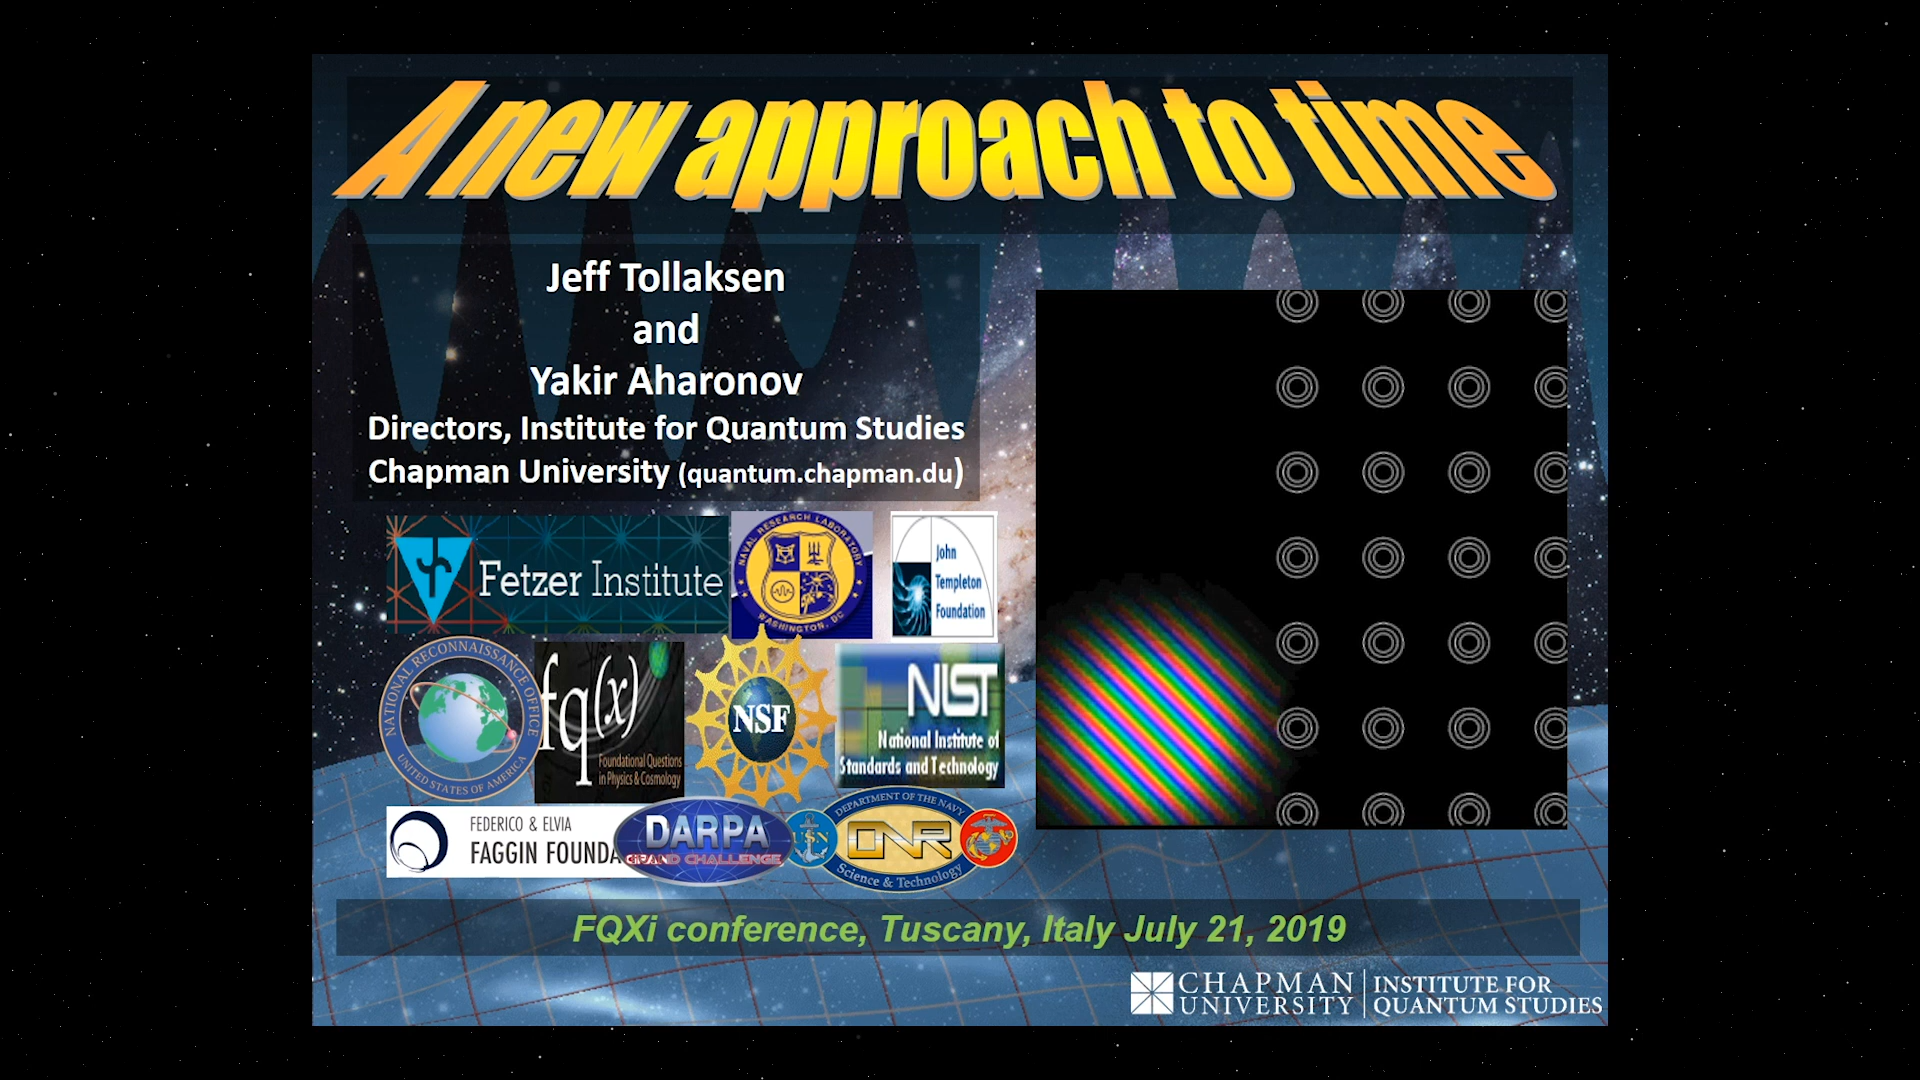 A new approach to time
Jeff Tollaksen
and
Yakir Aharonov
Directors, Institute for Quantum Studies
Chapman University (quantum.chapman.du)
Fetzer Institute
NAVAL RESEARCH LABORATORY
WASHINGTON, DC
John
Templeton
Foundation
NATIONAL RECONNAISSANCE OFFICE
UNITED STATES OF AMERICA
fq(x)
Foundational Questions
in Physics & Cosmology
NSF
NIST
National Institute of
Standards and Technology
FEDERICO & ELVIA
FAGGIN FOUNDA
DARPA
GRAND CHALLENGE
USN
DEPARTMENT OF THE NAVY
ONR
Science & Technology
FQXi conference, Tuscany, Italy July 21, 2019
CHAPMAN
UNIVERSITY
INSTITUTE FOR
QUANTUM STUDIES